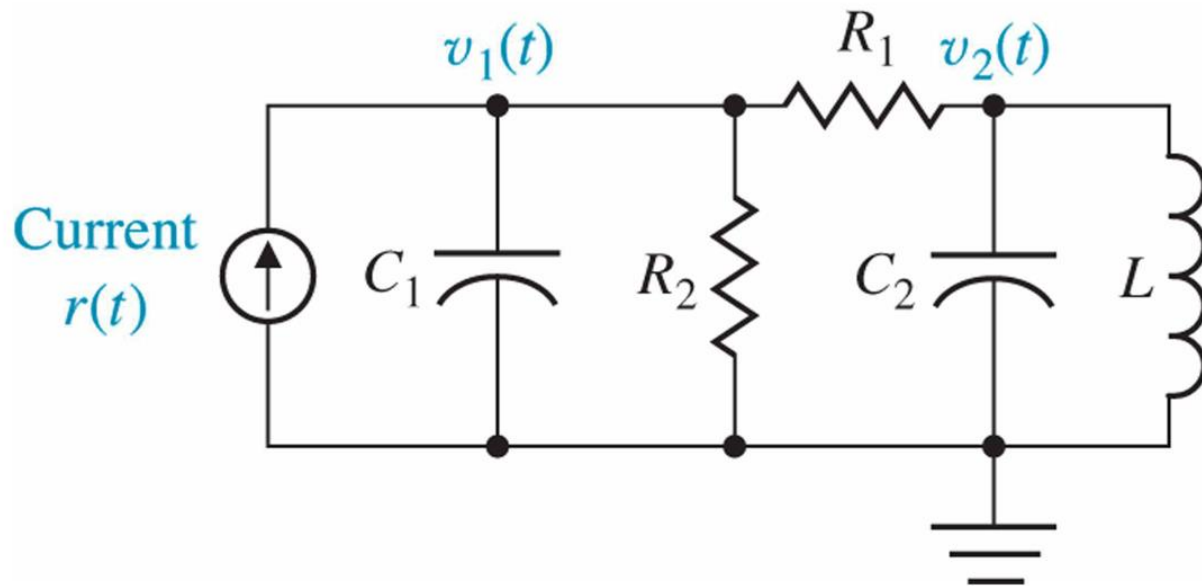 v₁(t)
R₁
v₂(t)
Current
r(t)
C₁
R₂
C₂
L